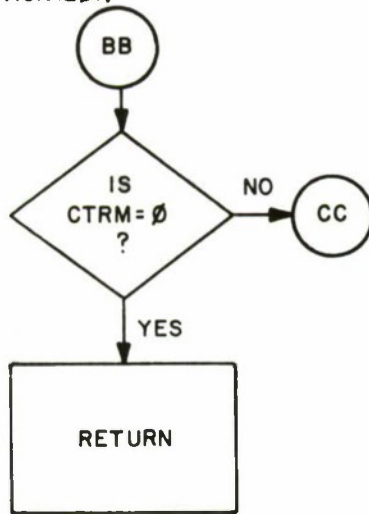 BB
IS
CTRM = Ø
?
NO
CC
YES
RETURN